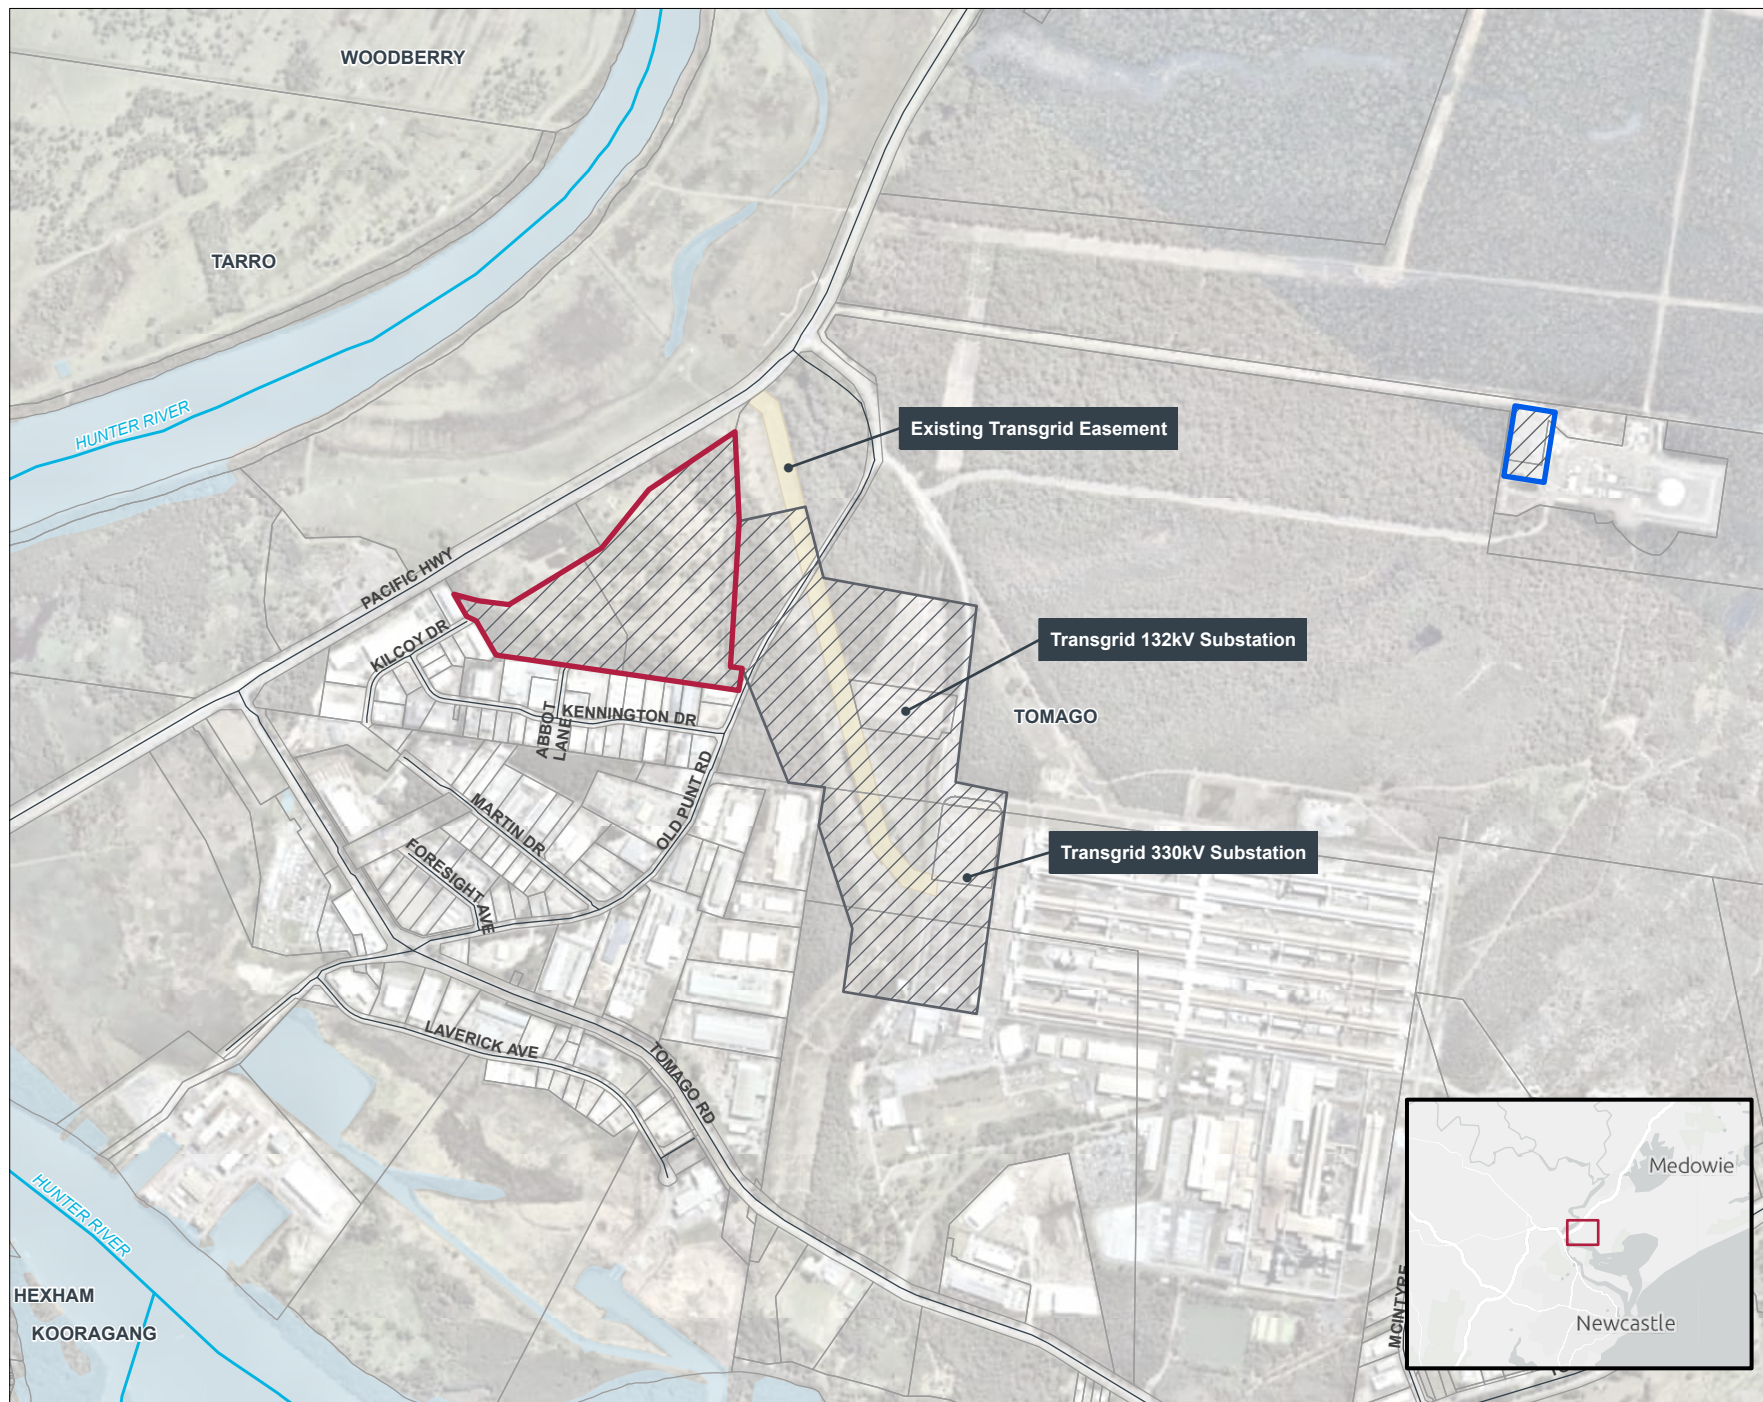 WOODBERRY
TARRO
HUNTER RIVER
Existing Transgrid Easement
PACIFIC HWY
KILCOY DR
Transgrid 132kV Substation
TOMAGO
KENNINGTON DR
ABBOT
LANE
OLD PUNT RD
MARTIN DR
FORESIGHT AVE
Transgrid 330kV Substation
LAVERICK AVE
TOMAGO RD
HUNTER RIVER
HEXHAM
KOORAGANG
MCINTYRE
Medowie
Newcastle